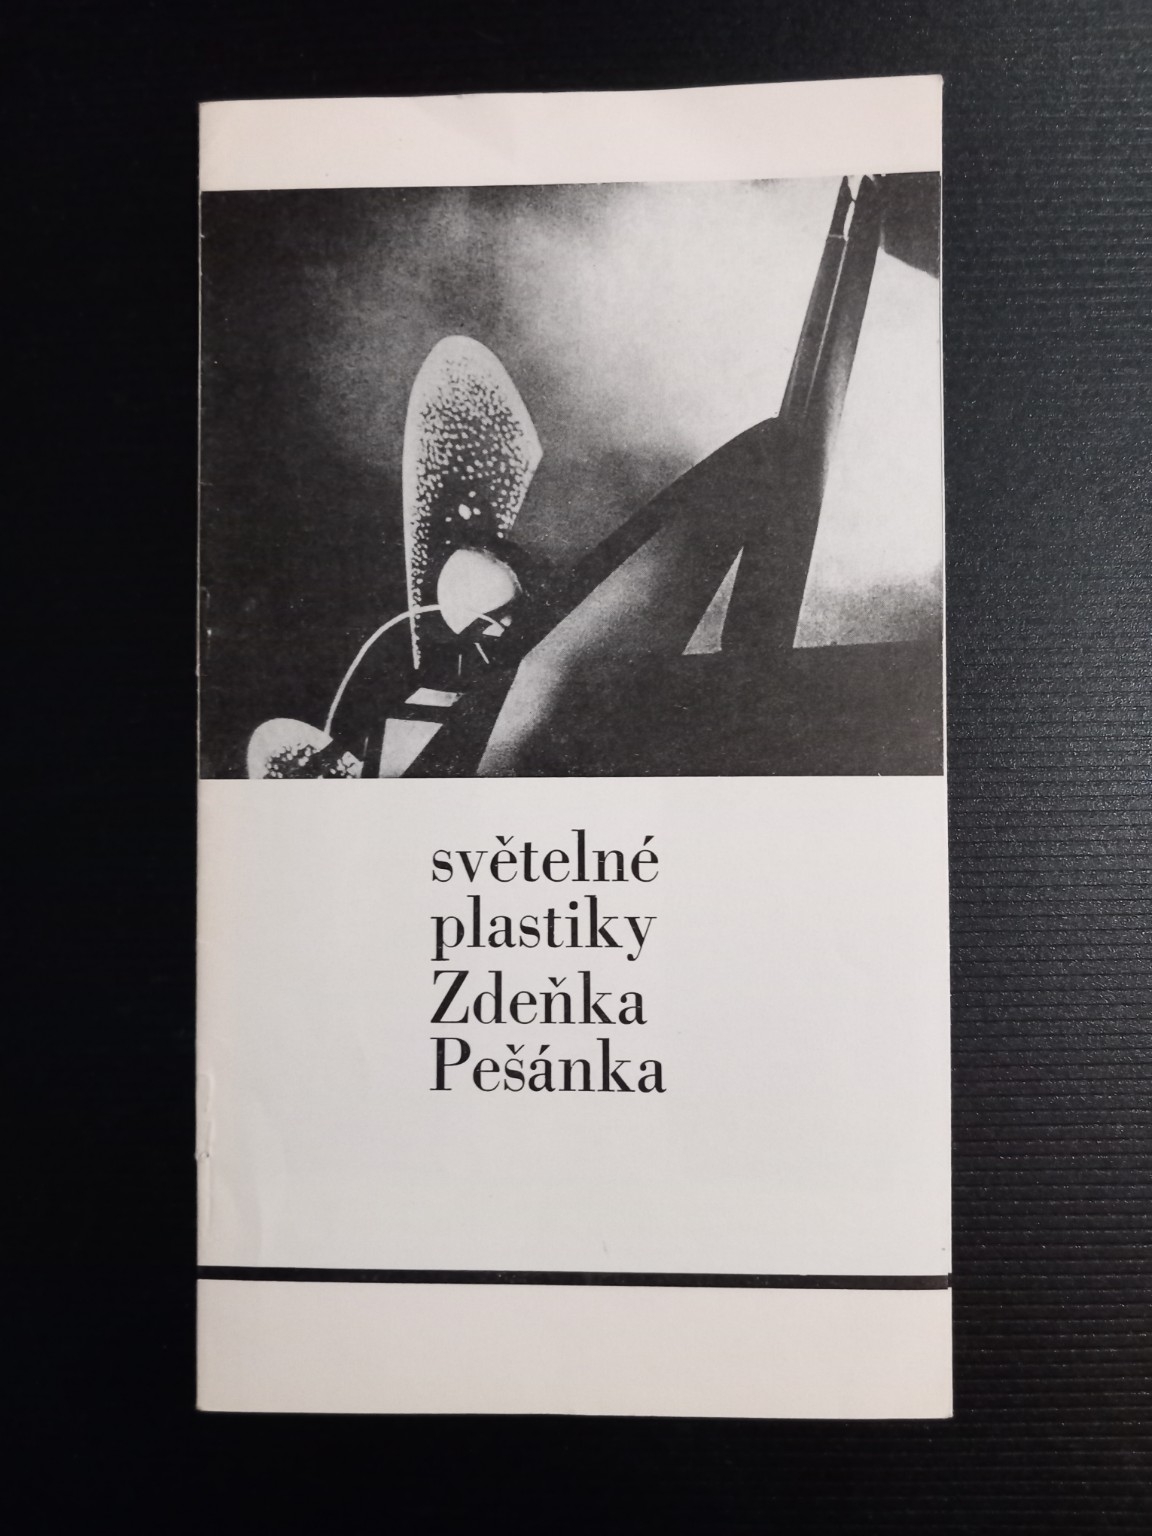 světelné
plastiky
Zdeňka
Pešánka